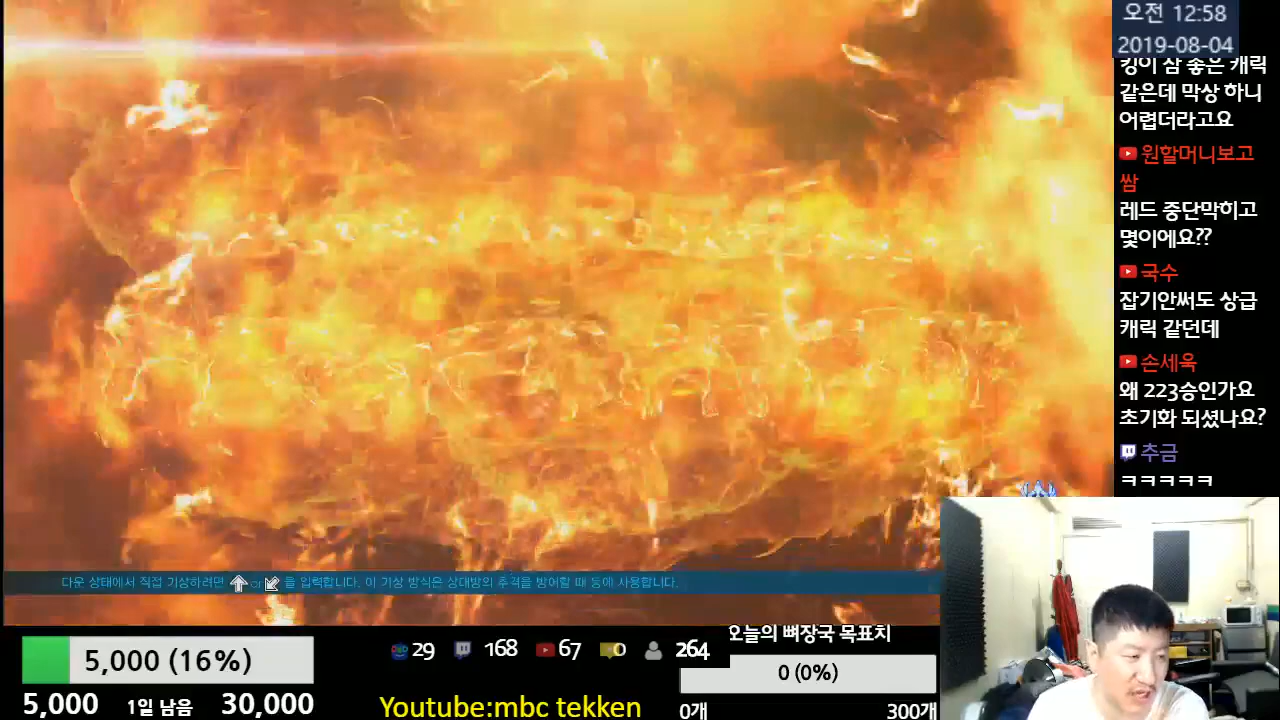 오전 12:58
2019-08-04
킹이 참 좋은 캐릭
같은데 막상 하니
어렵더라고요
원할머니보고
쌈
레드 중단막히고
몇이에요??
국수
잡기안써도 상급
캐릭 같던데
손세욱
왜 223승인가요
초기화 되셨나요?
추금
ㅋㅋㅋㅋㅋ
다운 상태에서 직접 기상하려면 or 을 입력합니다. 이 기상 방식은 상대방의 추격을 방어할 때 등에 사용합니다.
5,000 (16%)
5,000 1일 남음 30,000
29 168 67 0 264
Youtube:mbc tekken
오늘의 뼈장국 목표치
0 (0%)
0개 300개